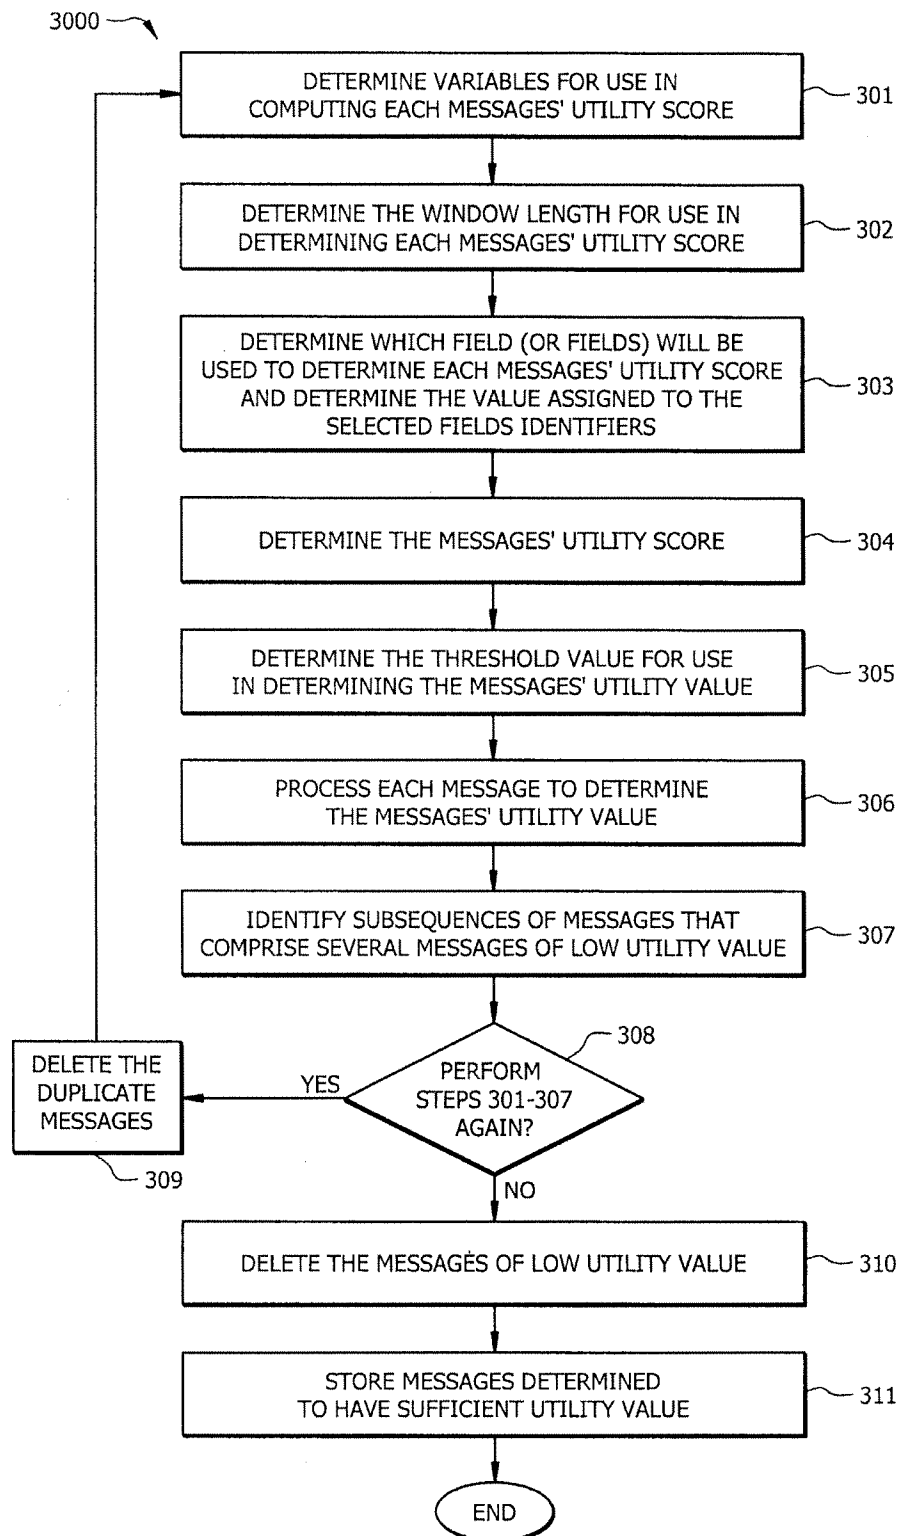 3000
DETERMINE VARIABLES FOR USE IN
COMPUTING EACH MESSAGES' UTILITY SCORE
301
DETERMINE THE WINDOW LENGTH FOR USE IN
DETERMINING EACH MESSAGES' UTILITY SCORE
302
DETERMINE WHICH FIELD (OR FIELDS) WILL BE
USED TO DETERMINE EACH MESSAGES' UTILITY SCORE
AND DETERMINE THE VALUE ASSIGNED TO THE
SELECTED FIELDS IDENTIFIERS
303
DETERMINE THE MESSAGES' UTILITY SCORE
304
DETERMINE THE THRESHOLD VALUE FOR USE
IN DETERMINING THE MESSAGES' UTILITY VALUE
305
PROCESS EACH MESSAGE TO DETERMINE
THE MESSAGES' UTILITY VALUE
306
IDENTIFY SUBSEQUENCES OF MESSAGES THAT
COMPRISE SEVERAL MESSAGES OF LOW UTILITY VALUE
307
PERFORM
STEPS 301-307
AGAIN?
308
YES
DELETE THE
DUPLICATE
MESSAGES
309
NO
DELETE THE MESSAGES OF LOW UTILITY VALUE
310
STORE MESSAGES DETERMINED
TO HAVE SUFFICIENT UTILITY VALUE
311
END